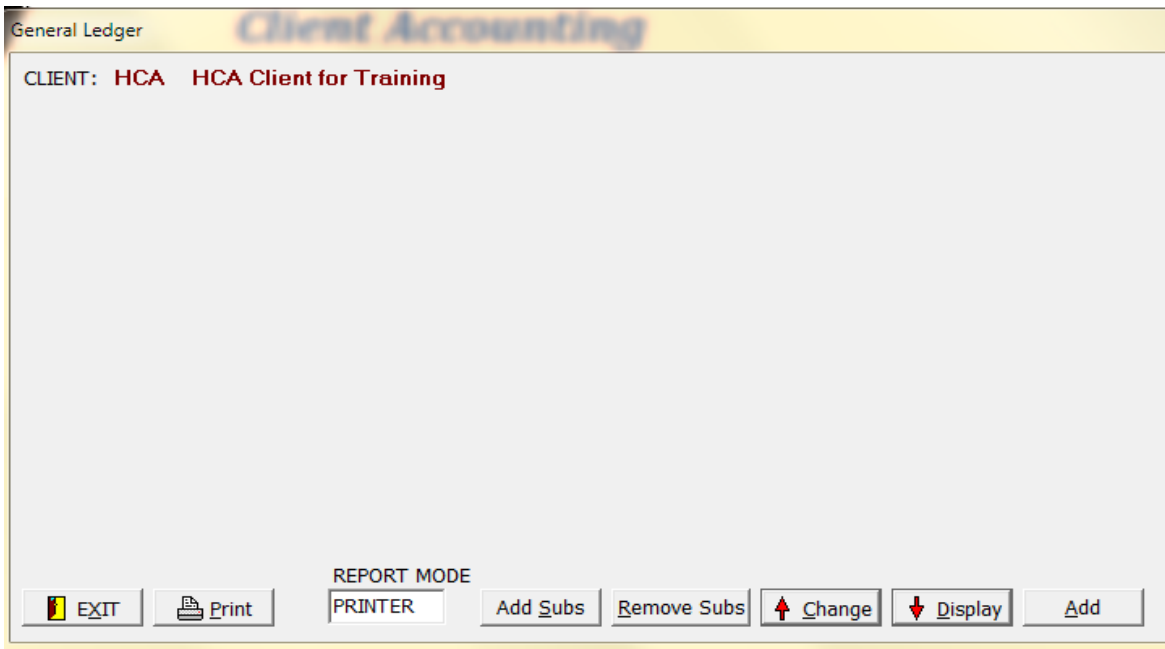 Client Accounting
General Ledger
CLIENT: HCA HCA Client for Training
REPORT MODE
EXIT Print PRINTER Add Subs Remove Subs Change Display Add